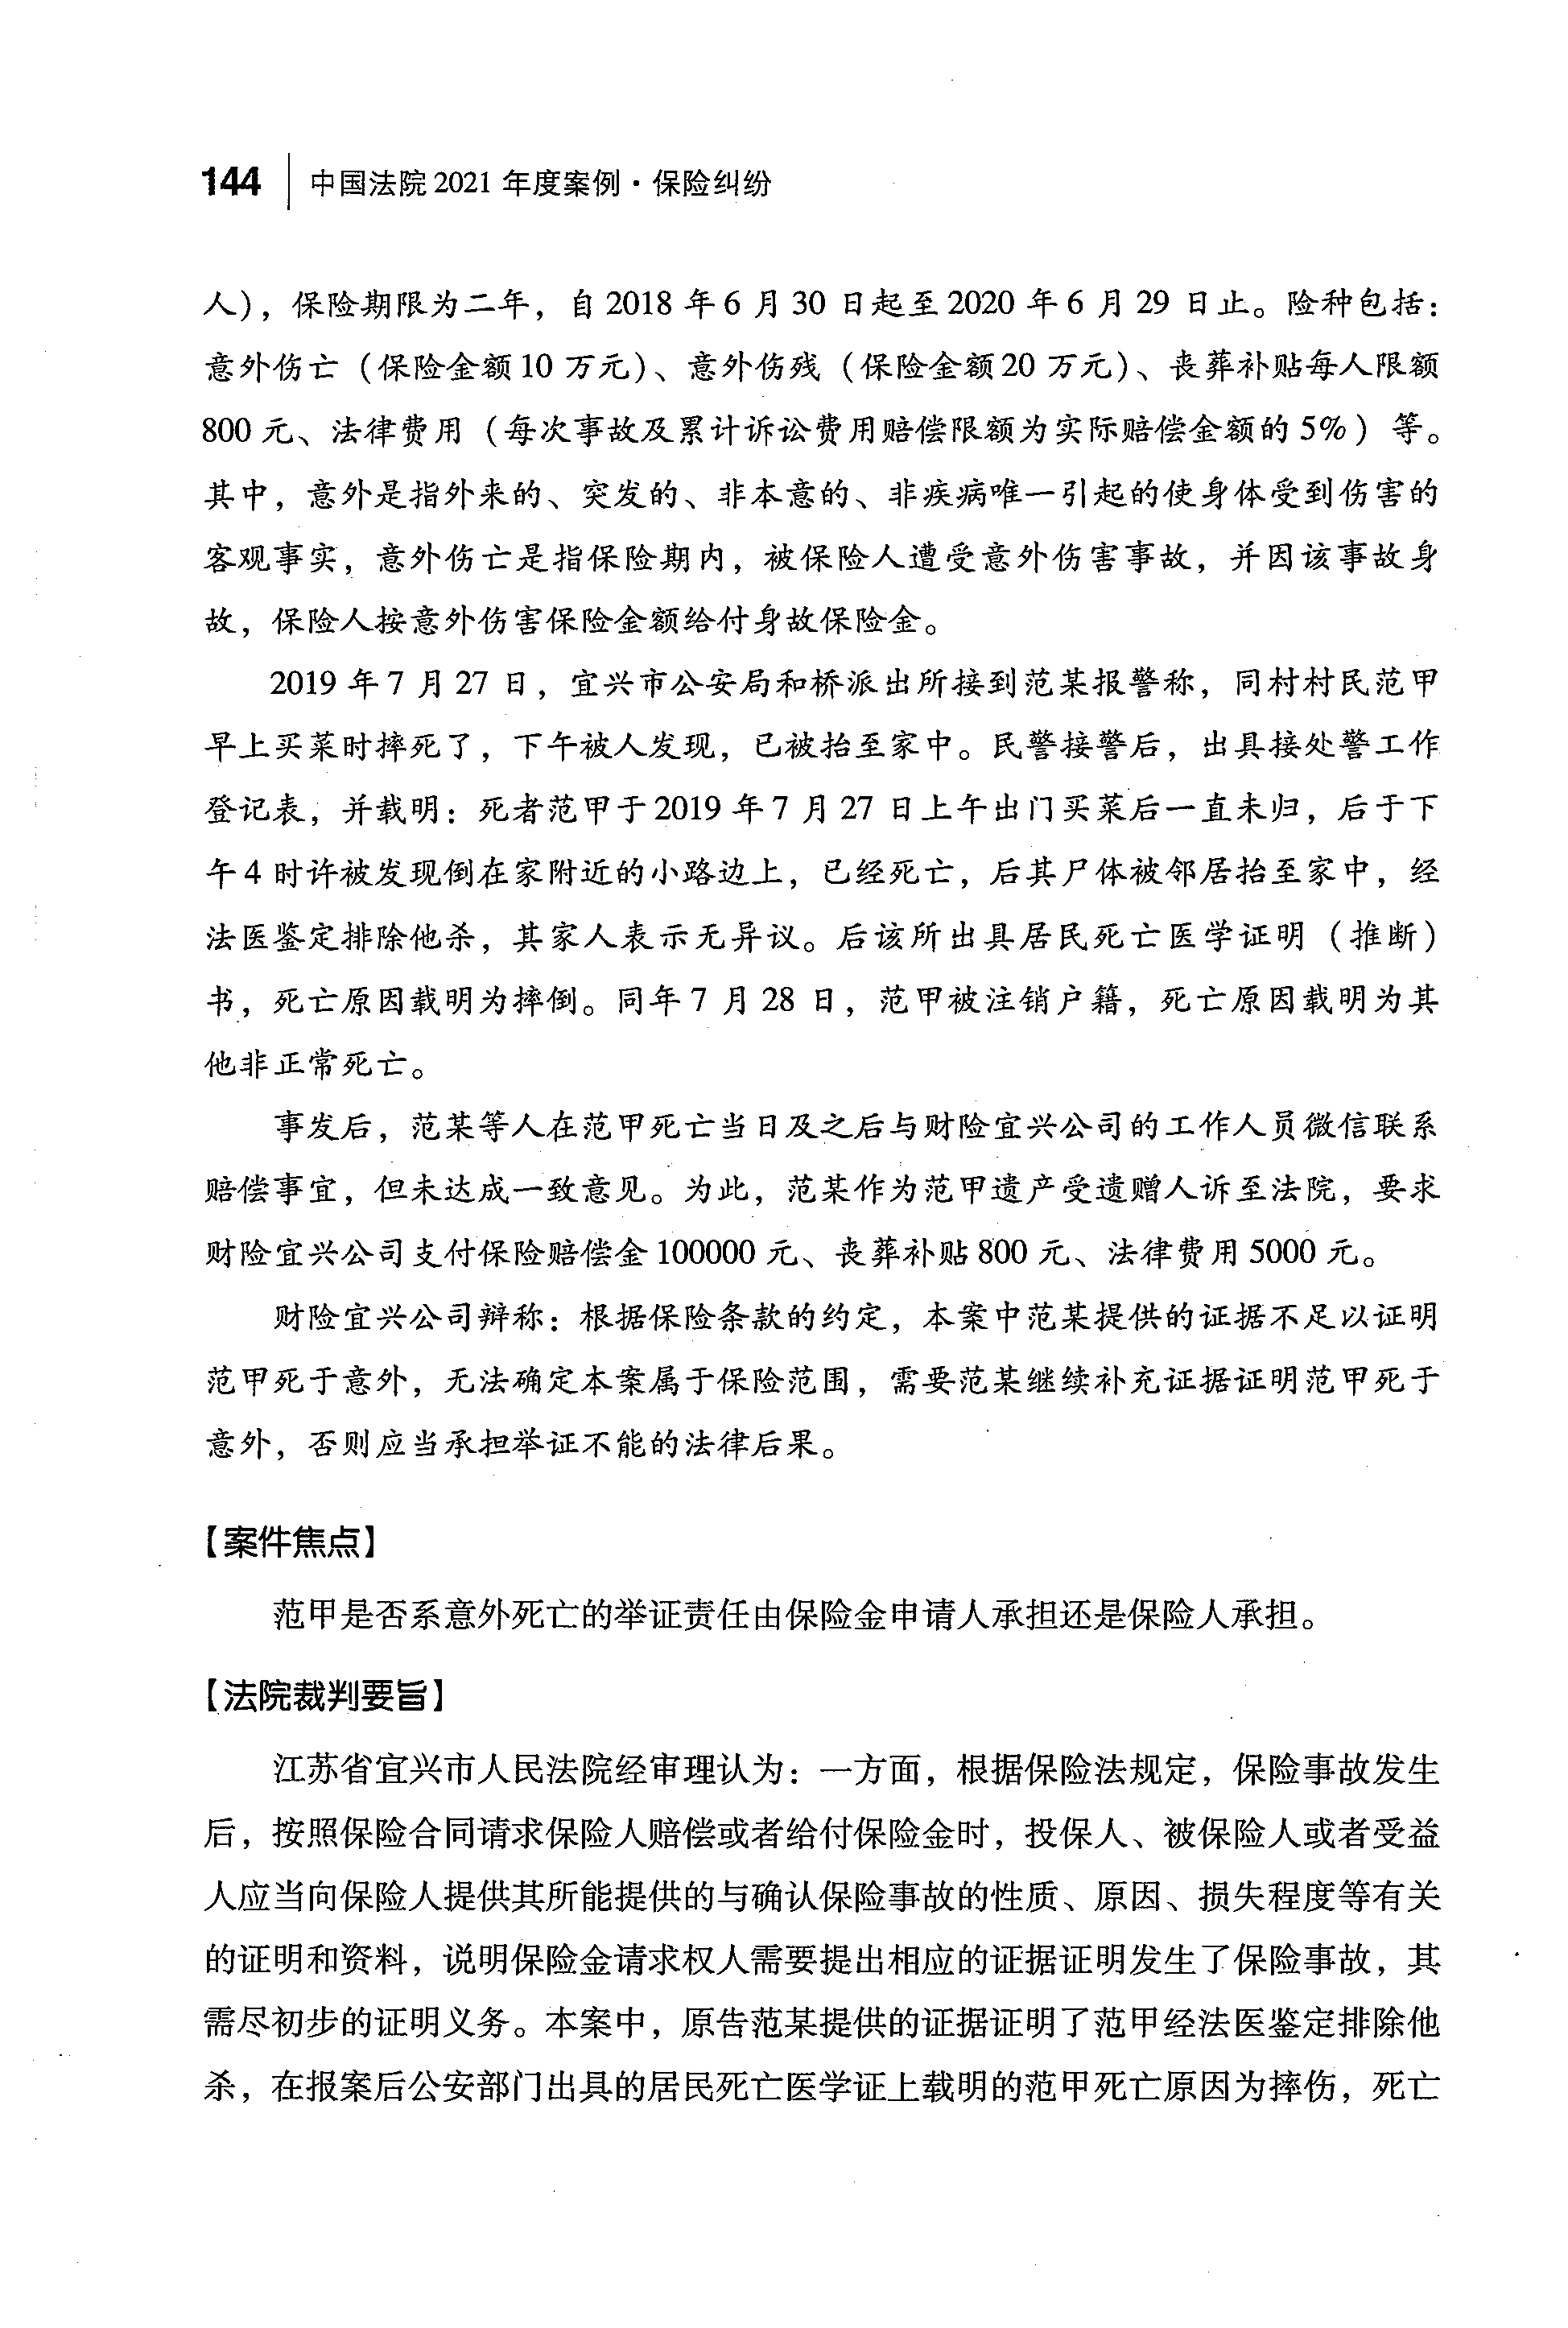 144 中国法院2021年度案例·保险纠纷
人），保险期限为二年，自2018年6月30日起至2020年6月29日止。险种包括：
意外伤亡（保险金额10万元）、意外伤残（保险金额20万元）、丧葬补贴每人限额
800元、法律费用（每次事故及累计诉讼费用赔偿限额为实际赔偿金额的5%）等。
其中，意外是指外来的、突发的、非本意的、非疾病唯一引起的使身体受到伤害的
客观事实，意外伤亡是指保险期内，被保险人遭受意外伤害事故，并因该事故身
故，保险人按意外伤害保险金额给付身故保险金。
2019年7月27日，宜兴市公安局和桥派出所接到范某报警称，同村村民范甲
早上买菜时摔死了，下午被人发现，已被抬至家中。民警接警后，出具接处警工作
登记表，并载明：死者范甲于2019年7月27日上午出门买菜后一直未归，后于下
午4时许被发现倒在家附近的小路边上，已经死亡，后其尸体被邻居抬至家中，经
法医鉴定排除他杀，其家人表示无异议。后该所出具居民死亡医学证明（推断）
书，死亡原因载明为摔倒。同年7月28日，范甲被注销户籍，死亡原因载明为其
他非正常死亡。
事发后，范某等人在范甲死亡当日及之后与财险宜兴公司的工作人员微信联系
赔偿事宜，但未达成一致意见。为此，范某作为范甲遗产受遗赠人诉至法院，要求
财险宜兴公司支付保险赔偿金100000元、丧葬补贴800元、法律费用5000元。
财险宜兴公司辩称：根据保险条款的约定，本案中范某提供的证据不足以证明
范甲死于意外，无法确定本案属于保险范围，需要范某继续补充证据证明范甲死于
意外，否则应当承担举证不能的法律后果。
【案件焦点】
范甲是否系意外死亡的举证责任由保险金申请人承担还是保险人承担。
【法院裁判要旨】
江苏省宜兴市人民法院经审理认为：一方面，根据保险法规定，保险事故发生
后，按照保险合同请求保险人赔偿或者给付保险金时，投保人、被保险人或者受益
人应当向保险人提供其所能提供的与确认保险事故的性质、原因、损失程度等有关
的证明和资料，说明保险金请求权人需要提出相应的证据证明发生了保险事故，其
需尽初步的证明义务。本案中，原告范某提供的证据证明了范甲经法医鉴定排除他
杀，在报案后公安部门出具的居民死亡医学证上载明的范甲死亡原因为摔伤，死亡